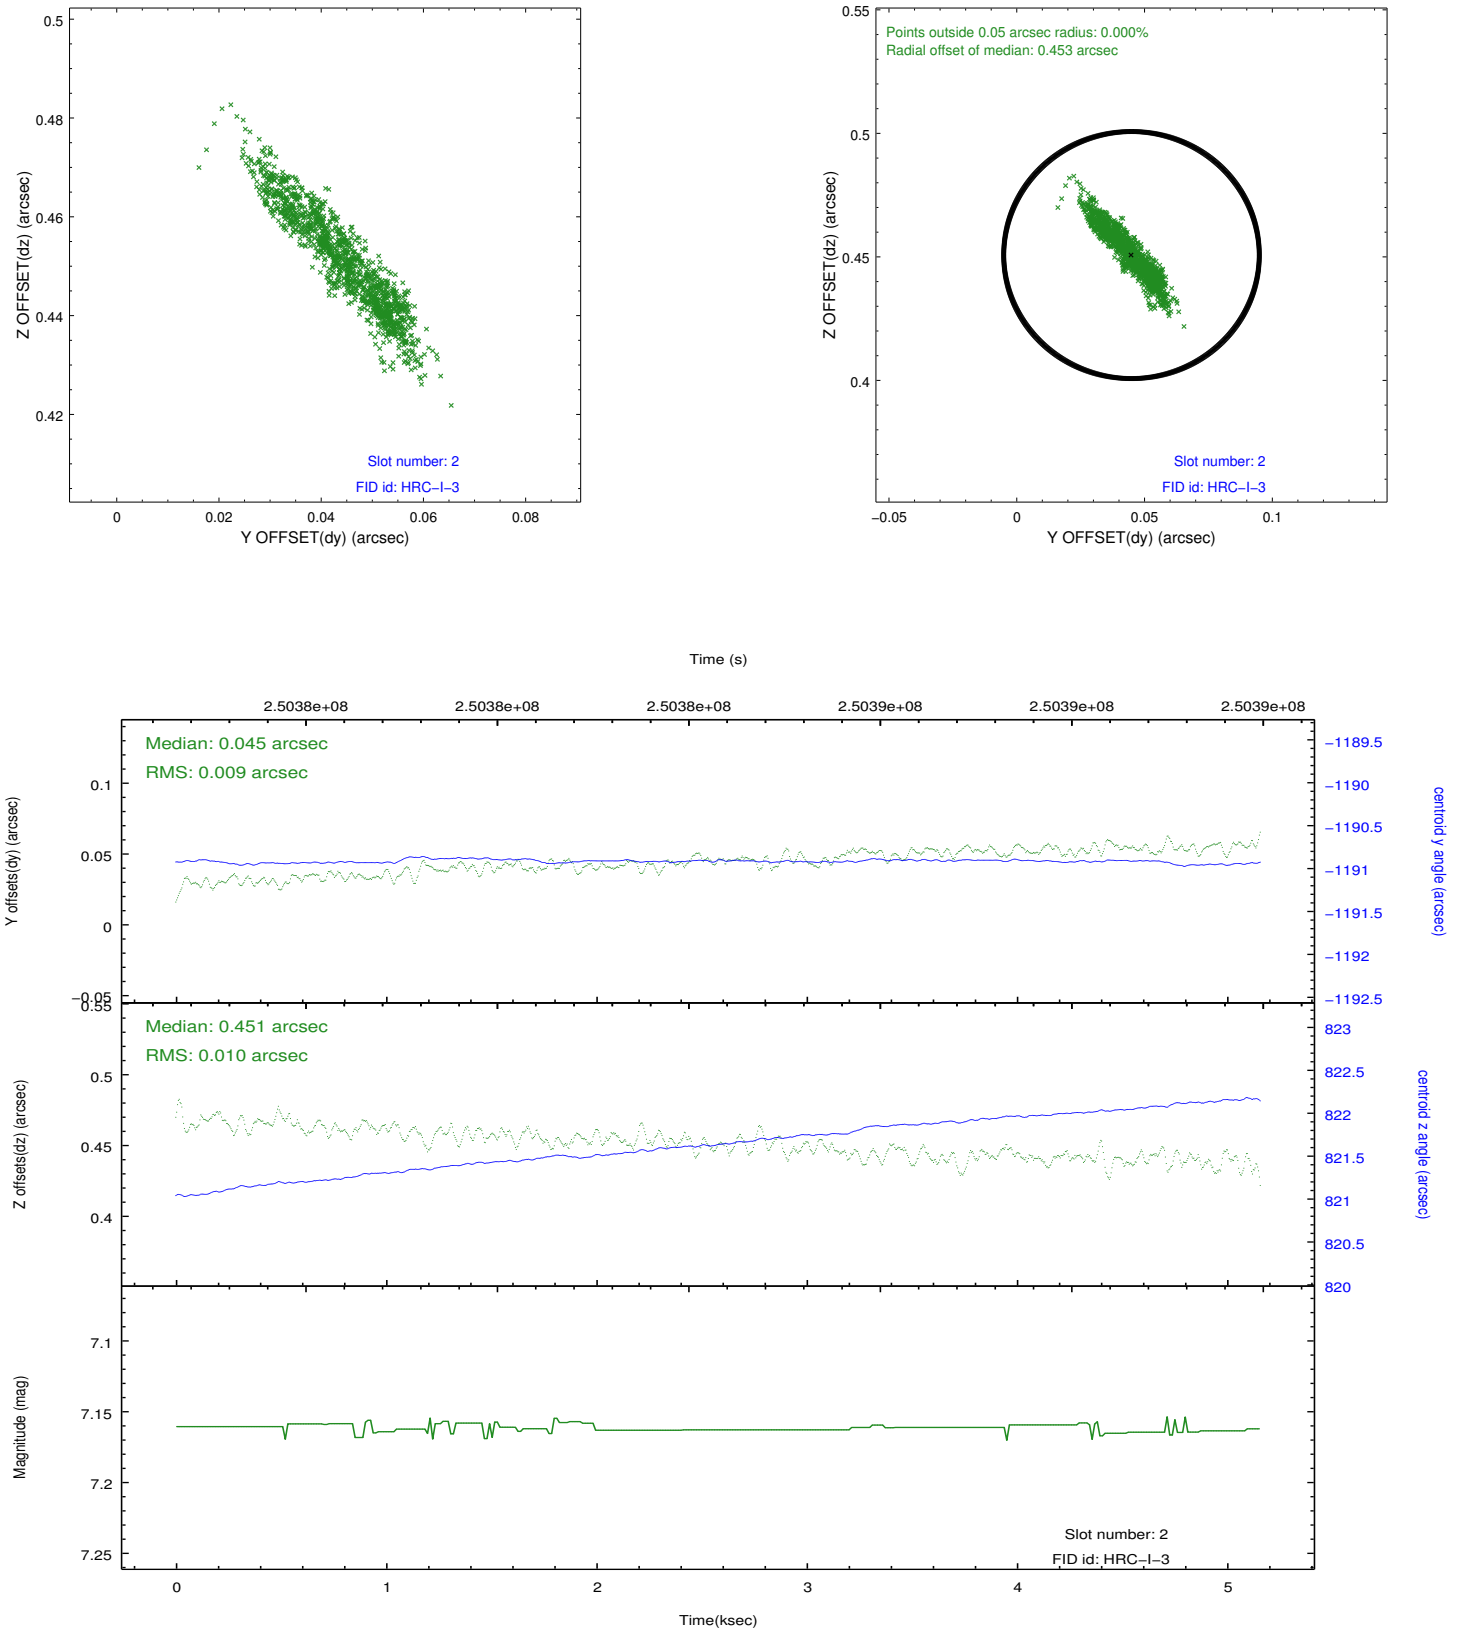 0.5
0.48
0.46
0.44
0.42
Z OFFSET(dz) (arcsec)
Slot number: 2
FID id: HRC−I−3
0
0.02
0.04
0.06
0.08
Y OFFSET(dy) (arcsec)
0.55
0.5
0.45
0.4
Z OFFSET(dz) (arcsec)
Points outside 0.05 arcsec radius: 0.000%
Radial offset of median: 0.453 arcsec
Slot number: 2
FID id: HRC−I−3
−0.05
0
0.05
0.1
Y OFFSET(dy) (arcsec)
Time (s)
2.5038e+08
2.5038e+08
2.5038e+08
2.5039e+08
2.5039e+08
2.5039e+08
Median: 0.045 arcsec
RMS: 0.009 arcsec
0.1
0.05
0
−0.05
Y offsets(dy) (arcsec)
−1189.5
−1190
−1190.5
−1191
−1191.5
−1192
−1192.5
centroid y angle (arcsec)
Median: 0.451 arcsec
RMS: 0.010 arcsec
0.55
0.5
0.45
0.4
Z offsets(dz) (arcsec)
823
822.5
822
821.5
821
820.5
820
centroid z angle (arcsec)
7.1
7.15
7.2
7.25
Magnitude (mag)
Slot number: 2
FID id: HRC−I−3
0
1
2
3
4
5
Time(ksec)